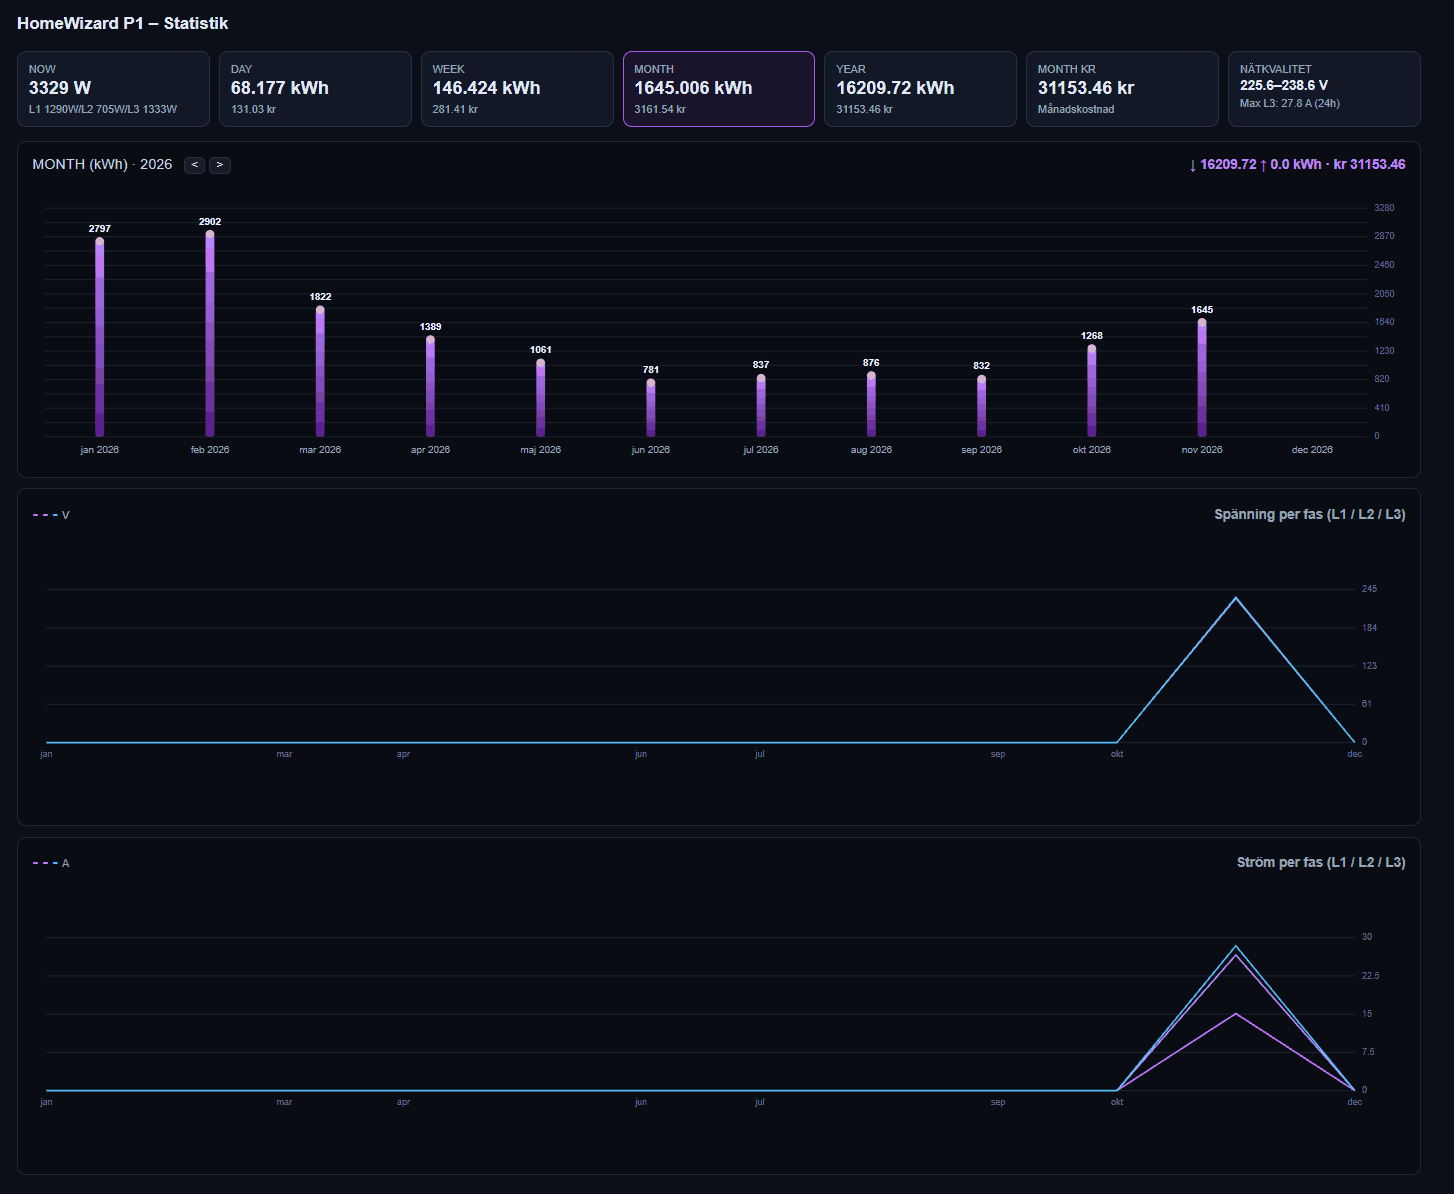 HomeWizard P1 – Statistik
NOW
3329 W
L1 1290W/L2 705W/L3 1333W
DAY
68.177 kWh
131.03 kr
WEEK
146.424 kWh
281.41 kr
MONTH
1645.006 kWh
3161.54 kr
YEAR
16209.72 kWh
31153.46 kr
MONTH KR
31153.46 kr
Månadskostnad
NÄTKVALITET
225.6–238.6 V
Max L3: 27.8 A (24h)
MONTH (kWh) · 2026 < >
↓ 16209.72 ↑ 0.0 kWh · kr 31153.46
3280
2870
2460
2050
1640
1230
820
410
0
2797 2902 1822 1389 1061 781 837 876 832 1268 1645
jan 2026 feb 2026 mar 2026 apr 2026 maj 2026 jun 2026 jul 2026 aug 2026 sep 2026 okt 2026 nov 2026 dec 2026
V
Spänning per fas (L1 / L2 / L3)
245
184
123
61
0
jan mar apr jun jul sep okt dec
A
Ström per fas (L1 / L2 / L3)
30
22.5
15
7.5
0
jan mar apr jun jul sep okt dec